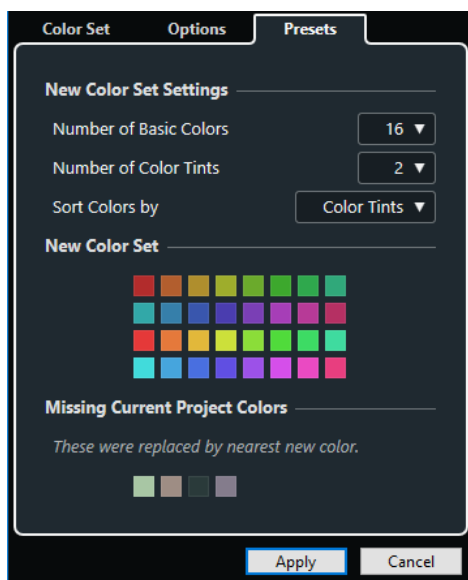 Color Set Options Presets
New Color Set Settings
Number of Basic Colors 16
Number of Color Tints 2
Sort Colors by Color Tints
New Color Set
Missing Current Project Colors
These were replaced by nearest new color.
Apply Cancel